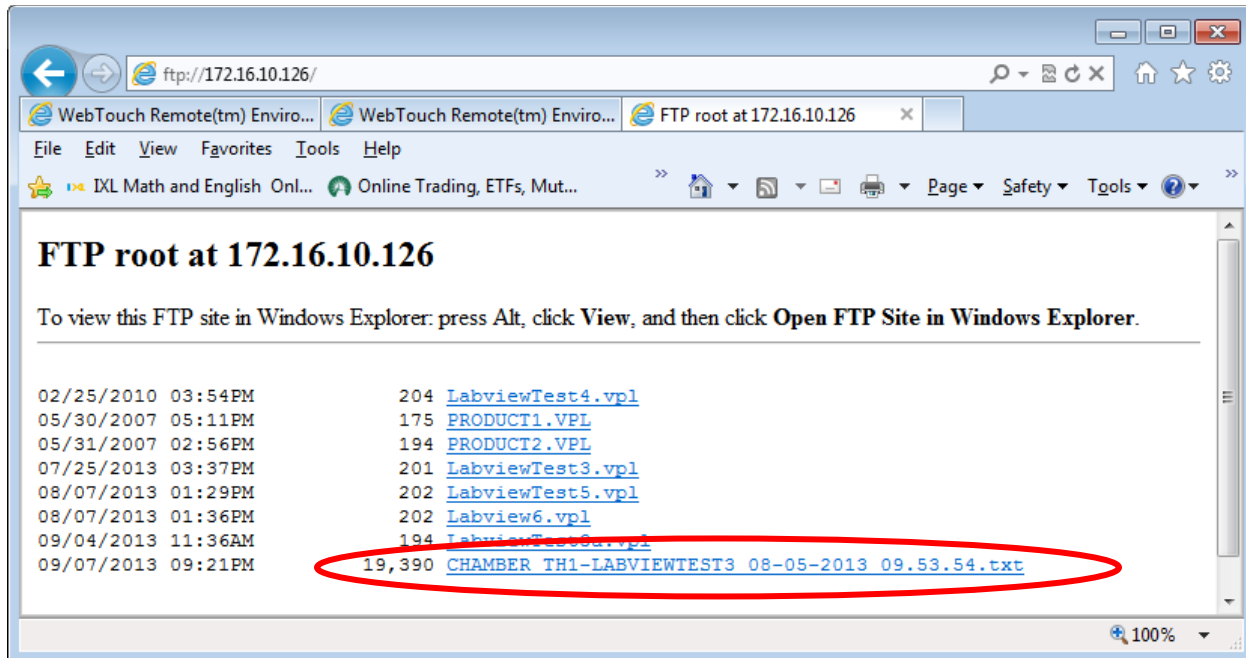 ftp://172.16.10.126/
WebTouch Remote(tm) Enviro... WebTouch Remote(tm) Enviro... FTP root at 172.16.10.126
File Edit View Favorites Tools Help
IXL Math and English Onl... Online Trading, ETFs, Mut... » Page Safety Tools »
FTP root at 172.16.10.126
To view this FTP site in Windows Explorer: press Alt, click View, and then click Open FTP Site in Windows Explorer.
02/25/2010 03:54PM 204 LabviewTest4.vpl
05/30/2007 05:11PM 175 PRODUCT1.VPL
05/31/2007 02:56PM 194 PRODUCT2.VPL
07/25/2013 03:37PM 201 LabviewTest3.vpl
08/07/2013 01:29PM 202 LabviewTest5.vpl
08/07/2013 01:36PM 202 Labview6.vpl
09/04/2013 11:36AM 194
09/07/2013 09:21PM 19,390 CHAMBER TH1-LABVIEWTEST3 08-05-2013 09.53.54.txt
100%